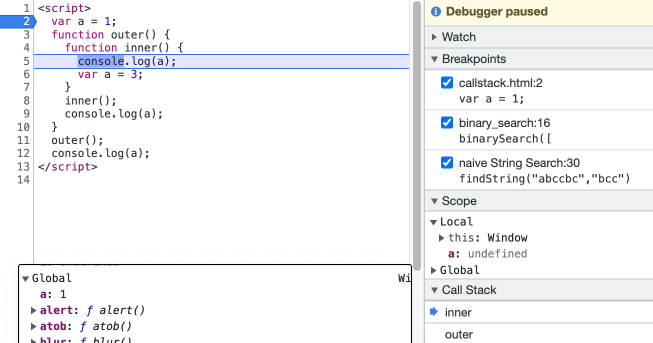 1 <script>
2 var a = 1;
3 function outer() {
4 function inner() {
5 console.log(a);
6 var a = 3;
7 }
8 inner();
9 console.log(a);
10 }
11 outer();
12 console.log(a);
13 </script>
14
Global Wi
a: 1
alert: ƒ alert()
atob: ƒ atob()
blur: ƒ blur()
Debugger paused
Watch
Breakpoints
callstack.html:2
var a = 1;
binary_search:16
binarySearch([
naive String Search:30
findString("abccbc","bcc")
Scope
Local
this: Window
a: undefined
Global
Call Stack
inner
outer